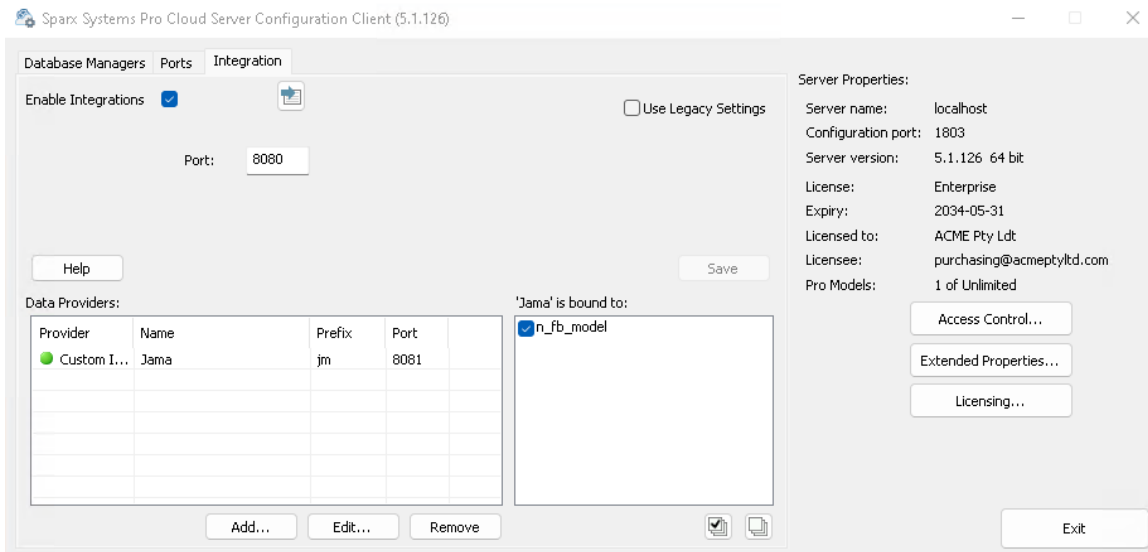 Sparx Systems Pro Cloud Server Configuration Client (5.1.126)
Database Managers Ports Integration
Enable Integrations
Use Legacy Settings
Port: 8080
Help
Save
Data Providers:
Provider Name Prefix Port
Custom I... Jama jm 8081
Add... Edit... Remove
'Jama' is bound to:
n_fb_model
Server Properties:
Server name: localhost
Configuration port: 1803
Server version: 5.1.126 64 bit
License: Enterprise
Expiry: 2034-05-31
Licensed to: ACME Pty Ldt
Licensee: purchasing@acmeptyltd.com
Pro Models: 1 of Unlimited
Access Control...
Extended Properties...
Licensing...
Exit